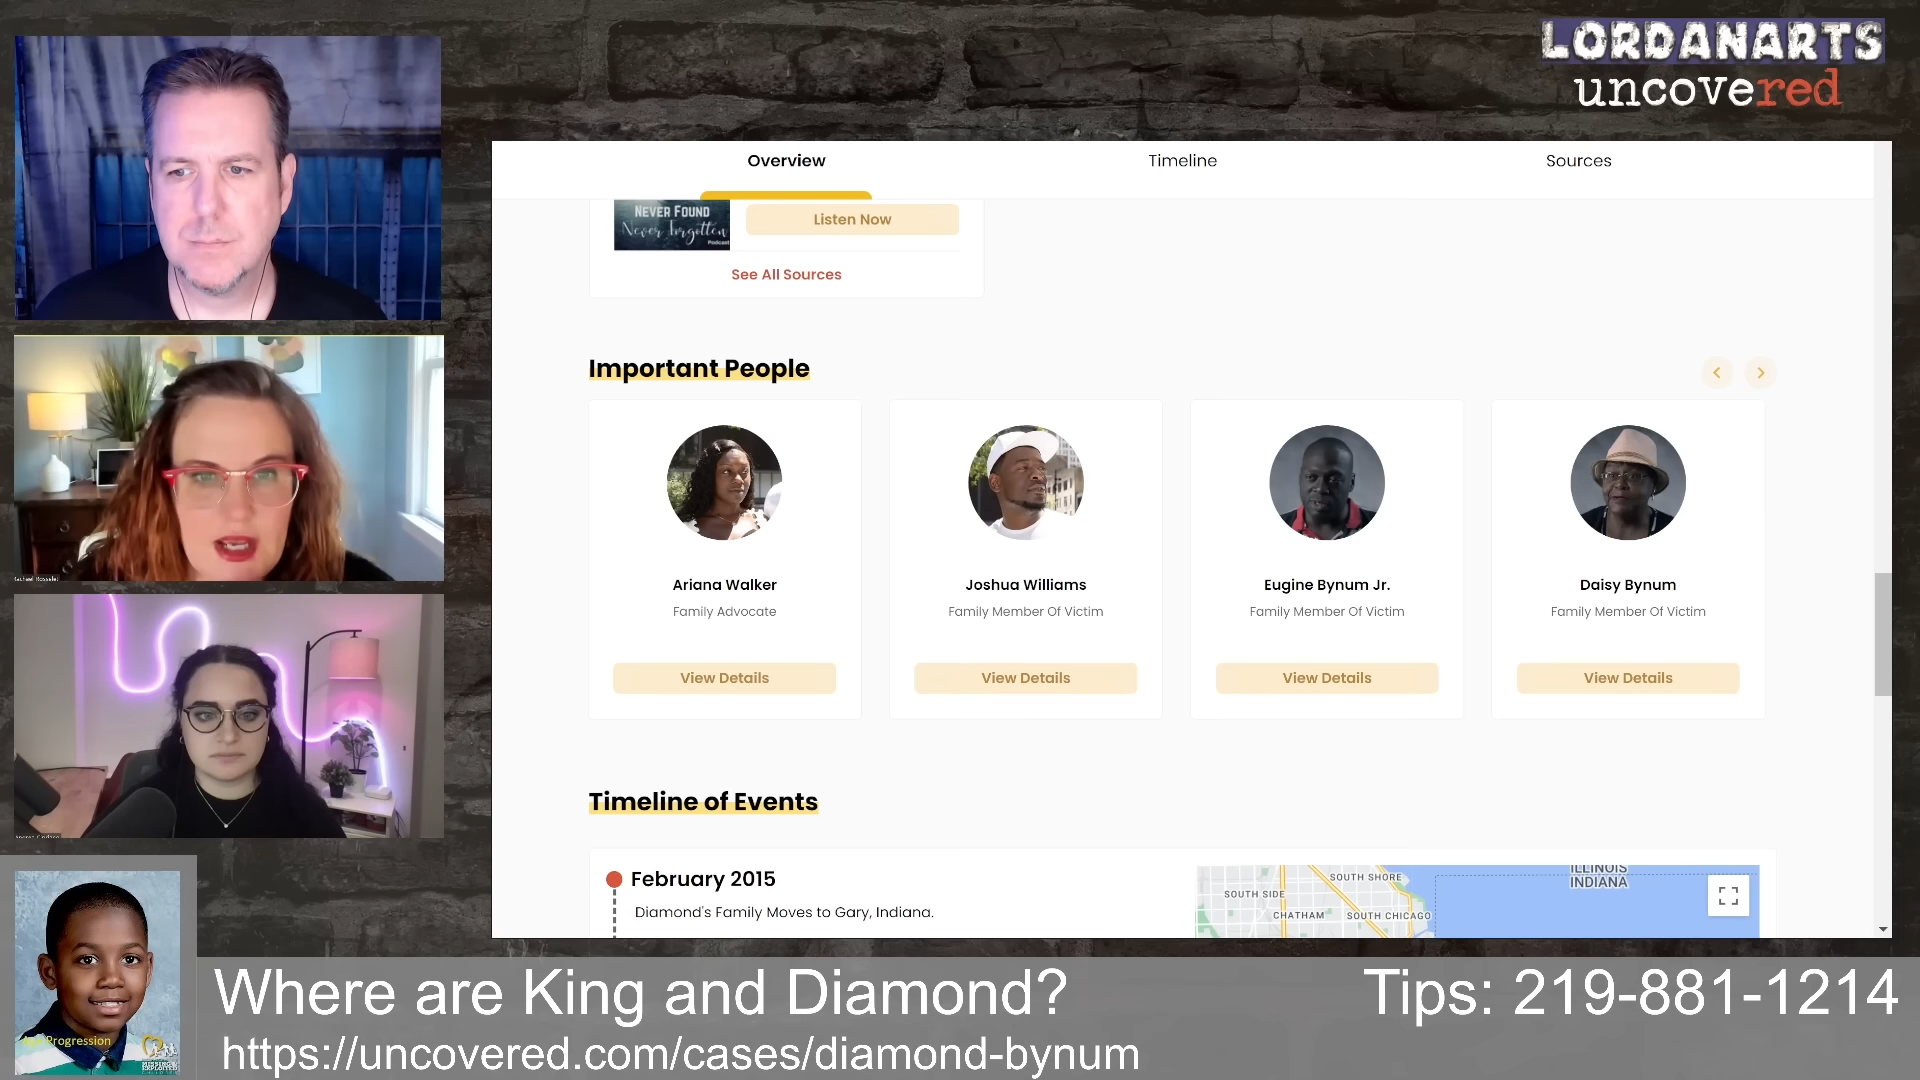 LORDANARTS
uncovered
Overview
Timeline
Sources
NEVER FOUND
Never Forgotten
Podcast
Listen Now
See All Sources
Important People
Ariana Walker
Family Advocate
View Details
Joshua Williams
Family Member Of Victim
View Details
Eugine Bynum Jr.
Family Member Of Victim
View Details
Daisy Bynum
Family Member Of Victim
View Details
Timeline of Events
February 2015
Diamond's Family Moves to Gary, Indiana.
SOUTH SHORE
SOUTH SIDE
CHATHAM
SOUTH CHICAGO
ILLINOIS
INDIANA
Progression
Where are King and Diamond?
Tips: 219-881-1214
https://uncovered.com/cases/diamond-bynum